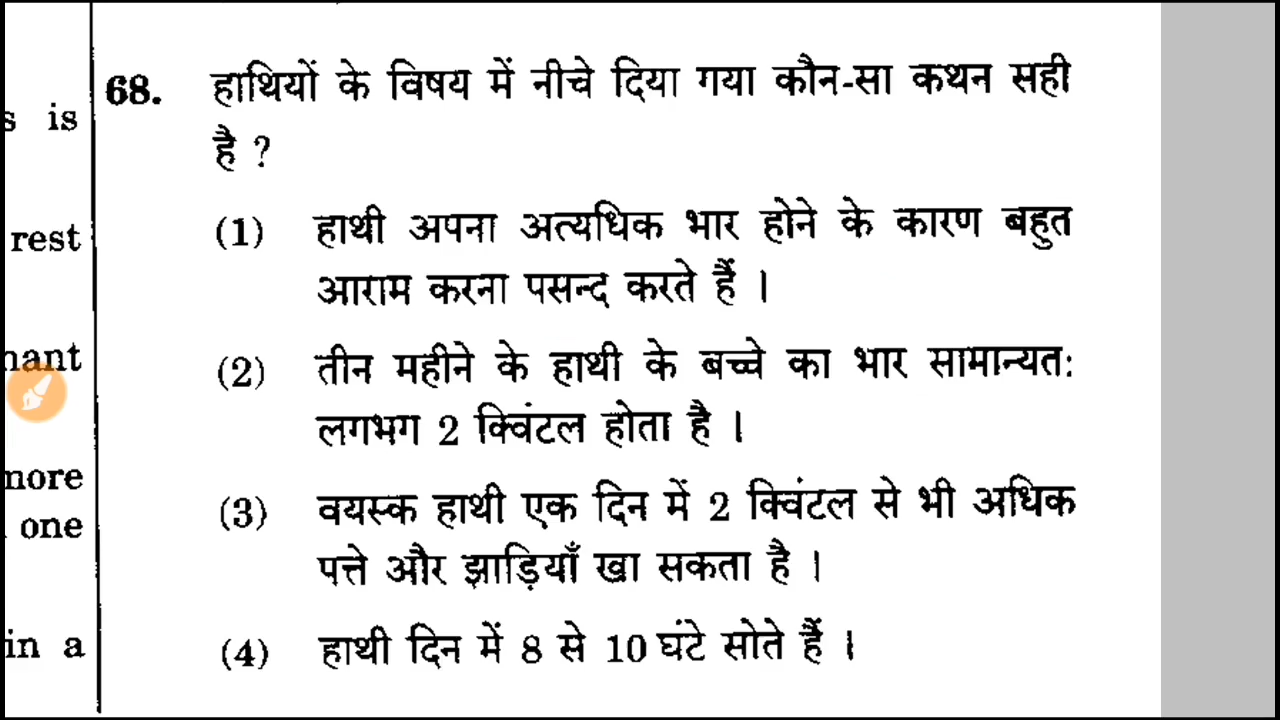 s is
rest
nant
more
one
in a
68. हाथियों के विषय में नीचे दिया गया कौन-सा कथन सही
है ?
(1) हाथी अपना अत्यधिक भार होने के कारण बहुत
आराम करना पसन्द करते हैं ।
(2) तीन महीने के हाथी के बच्चे का भार सामान्यतः
लगभग 2 क्विंटल होता है ।
(3) वयस्क हाथी एक दिन में 2 क्विंटल से भी अधिक
पत्ते और झाड़ियाँ खा सकता है ।
(4) हाथी दिन में 8 से 10 घंटे सोते हैं ।